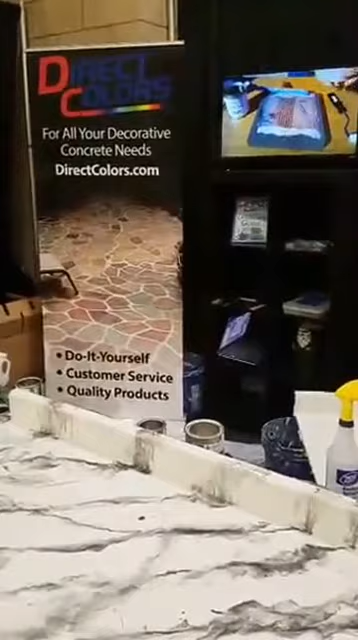 DIRECT
COLORS
For All Your Decorative
Concrete Needs
DirectColors.com
• Do-It-Yourself
• Customer Service
• Quality Products